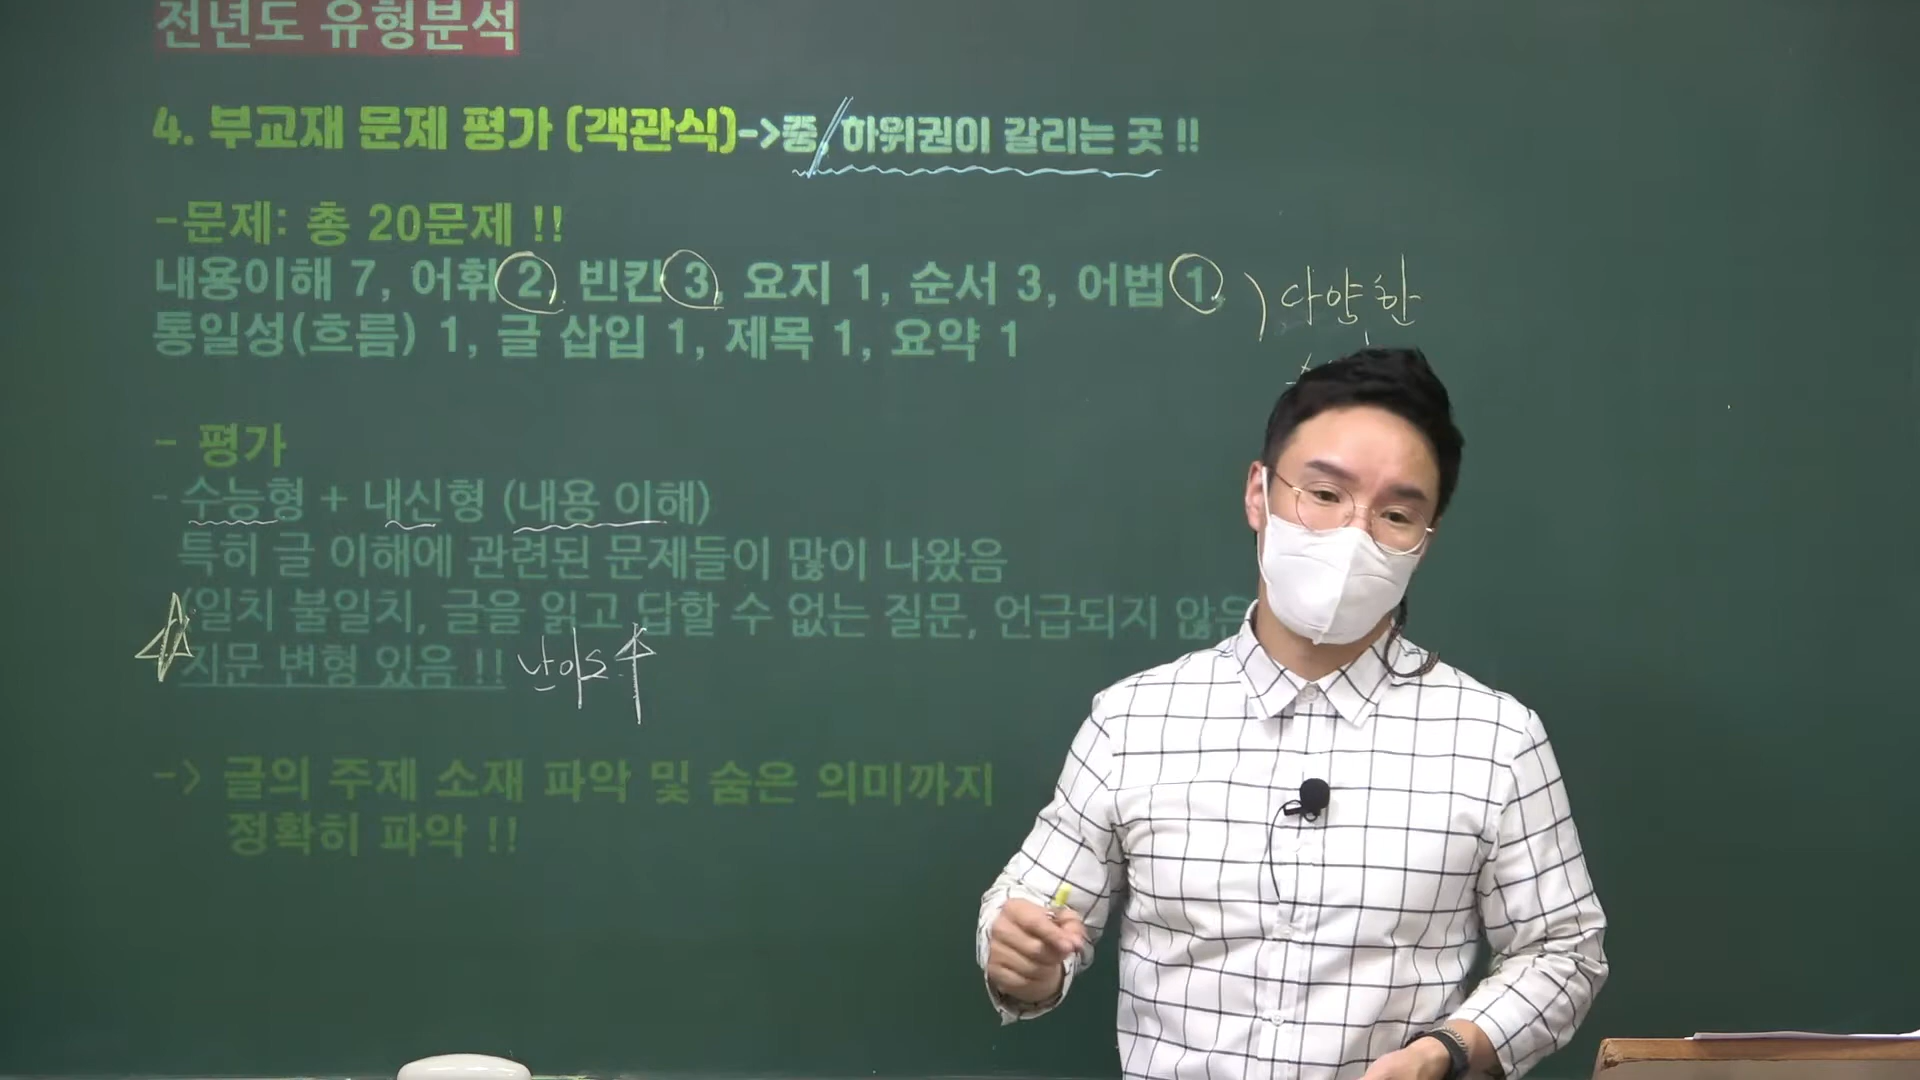 전년도 유형분석
4. 부교재 문제 평가 (객관식)->중, 하위권이 갈리는 곳 !!
-문제: 총 20문제 !!
내용이해 7, 어휘 2, 빈칸 3, 요지 1, 순서 3, 어법 1, ) 다양한
통일성(흐름) 1, 글 삽입 1, 제목 1, 요약 1
- 평가
- 수능형 + 내신형 (내용 이해)
특히 글 이해에 관련된 문제들이 많이 나왔음
(일치 불일치, 글을 읽고 답할 수 없는 질문, 언급되지 않은
지문 변형 있음 !! 난이도 ↑
-> 글의 주제 소재 파악 및 숨은 의미까지
정확히 파악 !!